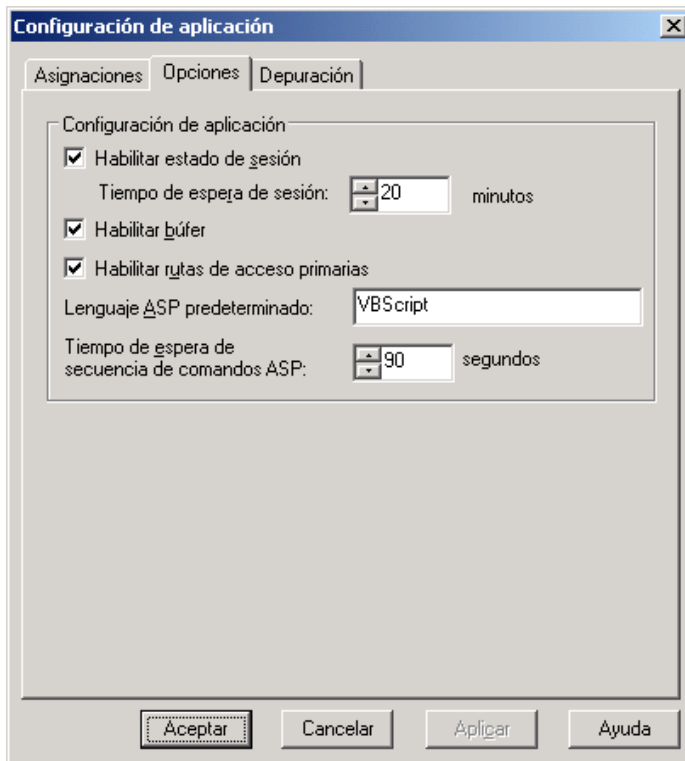 Configuración de aplicación
Asignaciones Opciones Depuración
Configuración de aplicación
Habilitar estado de sesión
Tiempo de espera de sesión: 20 minutos
Habilitar búfer
Habilitar rutas de acceso primarias
Lenguaje ASP predeterminado: VBScript
Tiempo de espera de
secuencia de comandos ASP: 90 segundos
Aceptar Cancelar Aplicar Ayuda